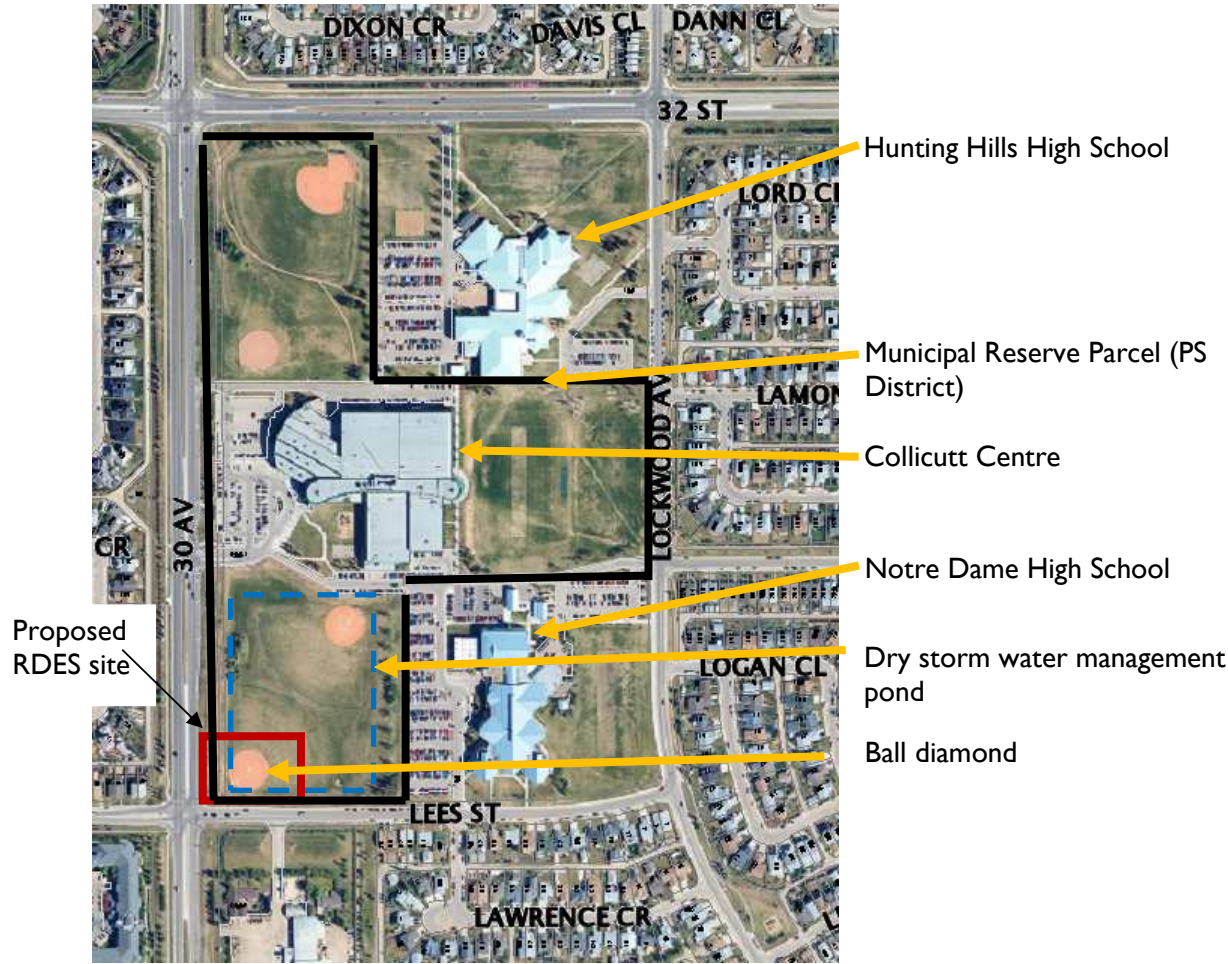 DIXON CR
DAVIS CL
DANN CL
32 ST
Hunting Hills High School
LORD
Municipal Reserve Parcel (PS
District)
LOCKWOOD AV
Collicutt Centre
30 AV
CR
Notre Dame High School
Proposed
RDES site
LOGAN CL
Dry storm water management
pond
Ball diamond
LEES ST
LAWRENCE CR